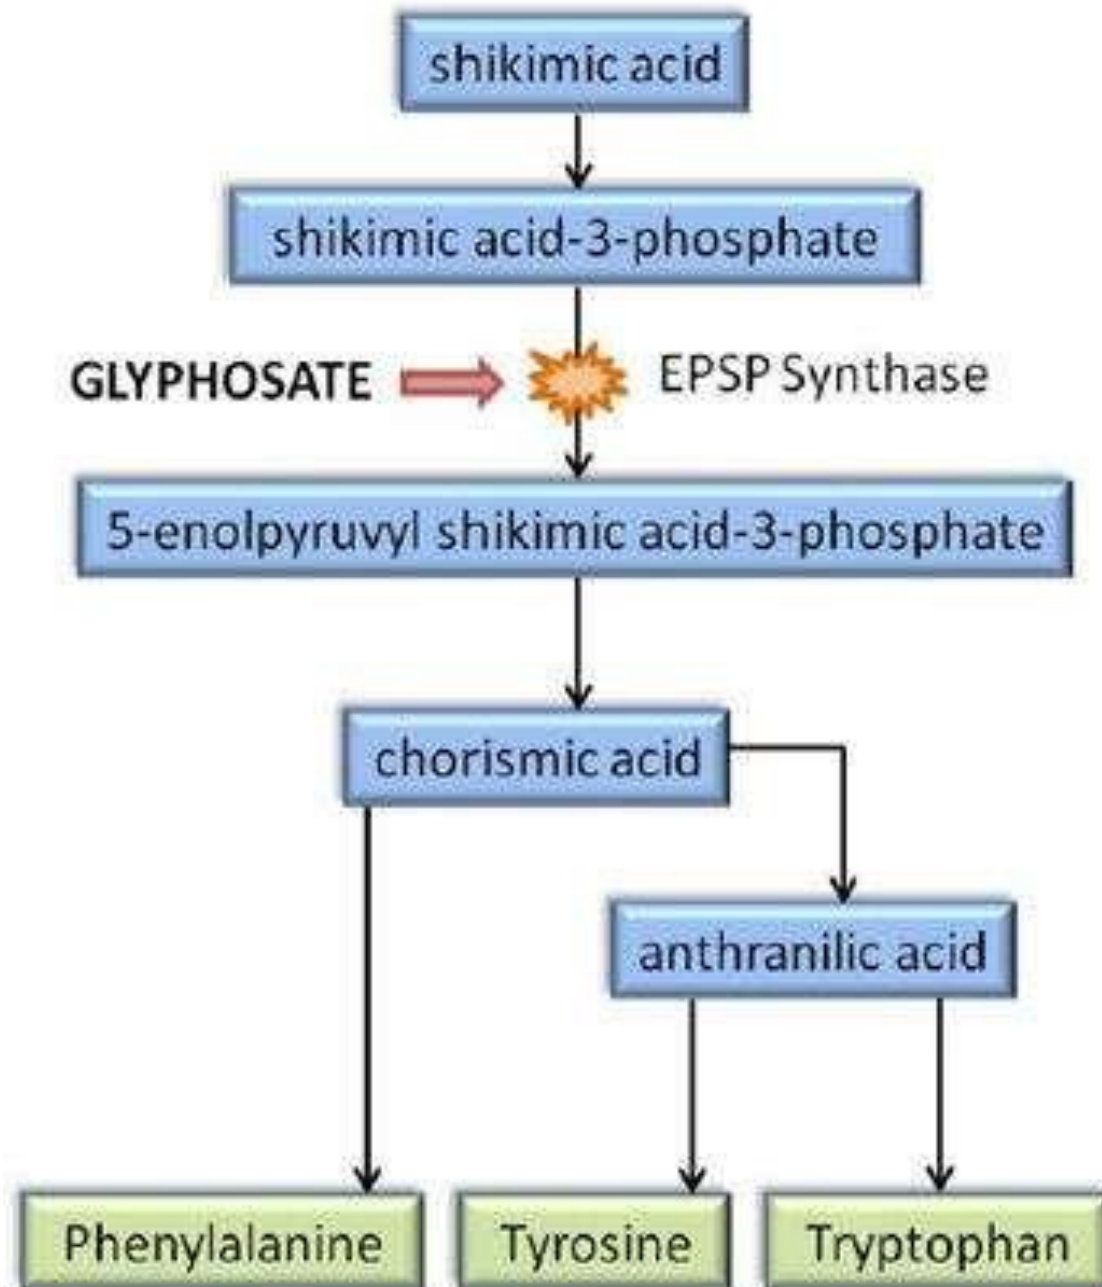 shikimic acid
shikimic acid-3-phosphate
GLYPHOSATE
EPSP Synthase
5-enolpyruvyl shikimic acid-3-phosphate
chorismic acid
anthranilic acid
Phenylalanine
Tyrosine
Tryptophan